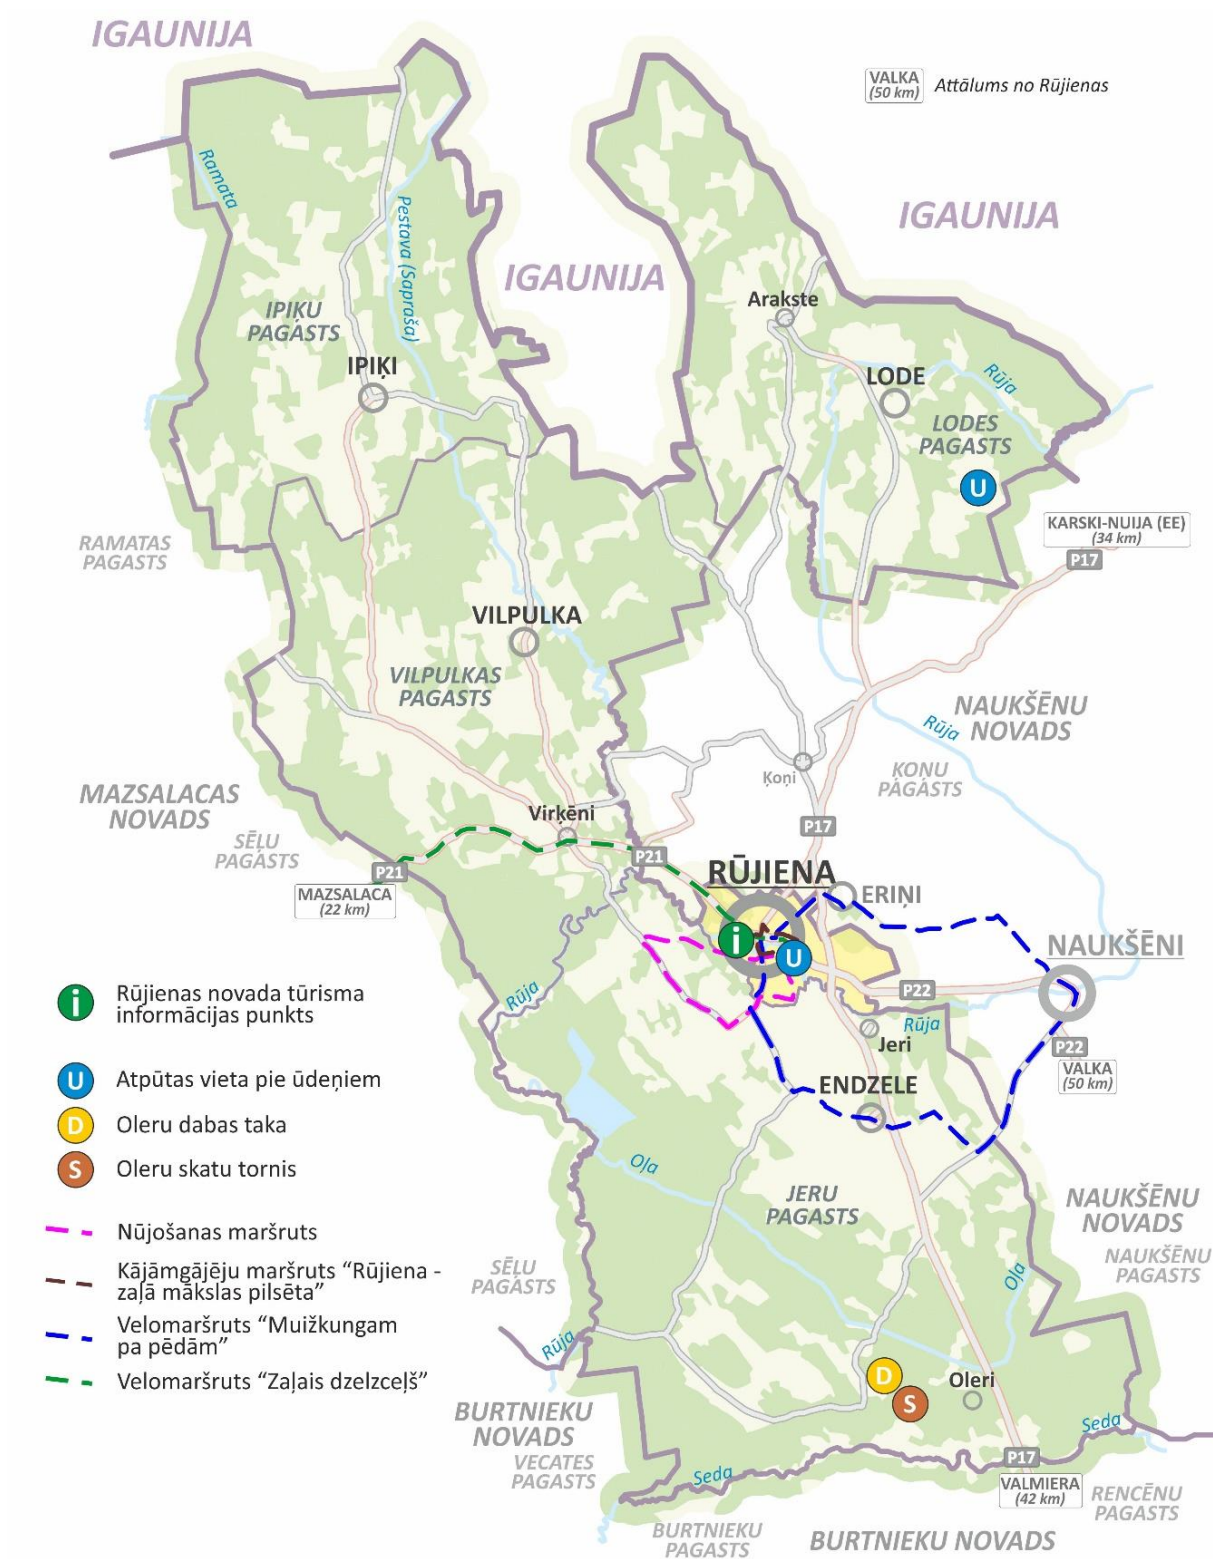 IGAUNIJA
VALKA
(50 km)
Attālums no Rūjienas
Ramata
Pestava (Sapraša)
IGAUNIJA
IGAUNIJA
Arakste
IPIĶU
PAGASTS
IPIĶI
LODE
Rūja
LODES
PAGASTS
U
KARSKI-NUIJA (EE)
(34 km)
P17
RAMATAS
PAGASTS
VILPULKA
VILPULKAS
PAGASTS
NAUKŠĒNU
NOVADS
Rūja
Ķoņi
KOŅU
PAGASTS
MAZSALACAS
NOVADS
SĒĻU
PAGASTS
Virķēni
P17
P21
P21
MAZSALACA
(22 km)
RŪJIENA
ERIŅI
i
U
NAUKŠĒNI
P22
Rūja
Rūja
Jeri
P22
VALKA
(50 km)
ENDZELE
i
Rūjienas novada tūrisma
informācijas punkts
U
Atpūtas vieta pie ūdeņiem
D
Oleru dabas taka
S
Oleru skatu tornis
Nūjošanas maršruts
Kājāmgājēju maršruts “Rūjiena -
zaļā mākslas pilsēta”
Velomaršruts “Muižkungam
pa pēdām”
Velomaršruts “Zaļais dzelzceļš”
Oļa
JERU
PAGASTS
NAUKŠĒNU
NOVADS
NAUKŠĒNU
PAGASTS
SĒĻU
PAGASTS
Oļa
Rūja
D
S
Oleri
BURTNIEKU
NOVADS
VECATES
PAGASTS
Seda
Seda
P17
VALMIERA
(42 km)
RENCĒNU
PAGASTS
BURTNIEKU
PAGASTS
BURTNIEKU NOVADS